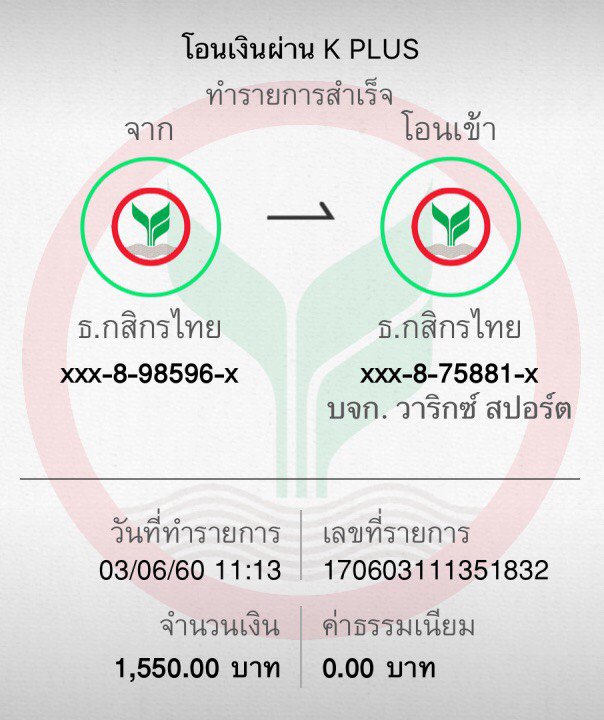 โอนเงินผ่าน K PLUS
ทำรายการสำเร็จ
จาก
โอนเข้า
ธ.กสิกรไทย
xxx-8-98596-x
ธ.กสิกรไทย
xxx-8-75881-x
บจก. วาริกซ์ สปอร์ต
วันที่ทำรายการ
03/06/60 11:13
เลขที่รายการ
170603111351832
จำนวนเงิน
1,550.00 บาท
ค่าธรรมเนียม
0.00 บาท